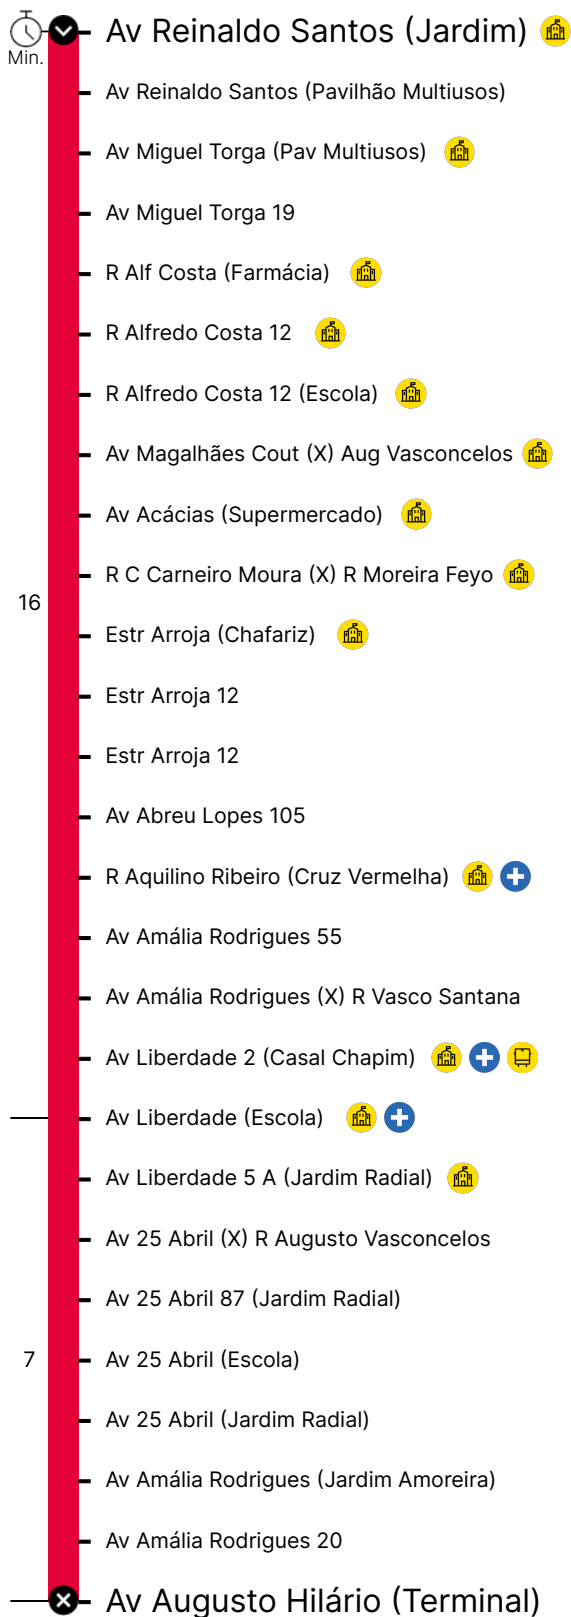 Av Reinaldo Santos (Jardim)
Min.
Av Reinaldo Santos (Pavilhão Multiusos)
Av Miguel Torga (Pav Multiusos)
Av Miguel Torga 19
R Alf Costa (Farmácia)
R Alfredo Costa 12
R Alfredo Costa 12 (Escola)
Av Magalhães Cout (X) Aug Vasconcelos
Av Acácias (Supermercado)
R C Carneiro Moura (X) R Moreira Feyo
16
Estr Arroja (Chafariz)
Estr Arroja 12
Estr Arroja 12
Av Abreu Lopes 105
R Aquilino Ribeiro (Cruz Vermelha)
Av Amália Rodrigues 55
Av Amália Rodrigues (X) R Vasco Santana
Av Liberdade 2 (Casal Chapim)
Av Liberdade (Escola)
Av Liberdade 5 A (Jardim Radial)
Av 25 Abril (X) R Augusto Vasconcelos
Av 25 Abril 87 (Jardim Radial)
7
Av 25 Abril (Escola)
Av 25 Abril (Jardim Radial)
Av Amália Rodrigues (Jardim Amoreira)
Av Amália Rodrigues 20
Av Augusto Hilário (Terminal)